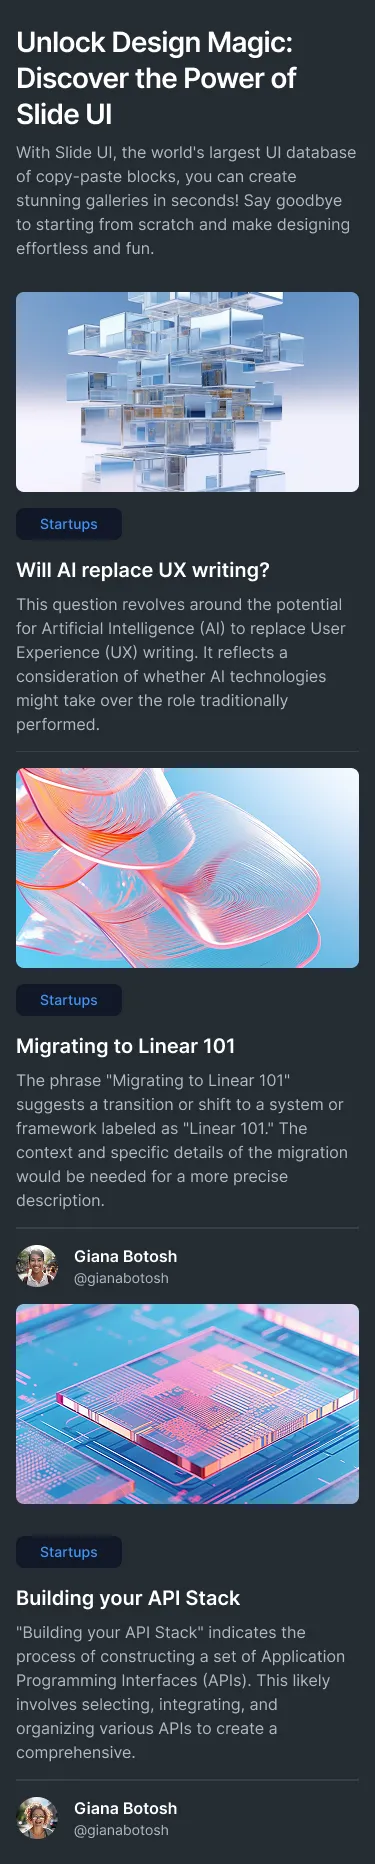 Unlock Design Magic:
Discover the Power of
Slide UI
With Slide UI, the world's largest UI database
of copy-paste blocks, you can create
stunning galleries in seconds! Say goodbye
to starting from scratch and make designing
effortless and fun.
Startups
Will AI replace UX writing?
This question revolves around the potential
for Artificial Intelligence (AI) to replace User
Experience (UX) writing. It reflects a
consideration of whether AI technologies
might take over the role traditionally
performed.
Startups
Migrating to Linear 101
The phrase "Migrating to Linear 101"
suggests a transition or shift to a system or
framework labeled as "Linear 101." The
context and specific details of the migration
would be needed for a more precise
description.
Giana Botosh
@gianabotosh
Startups
Building your API Stack
"Building your API Stack" indicates the
process of constructing a set of Application
Programming Interfaces (APIs). This likely
involves selecting, integrating, and
organizing various APIs to create a
comprehensive.
Giana Botosh
@gianabotosh